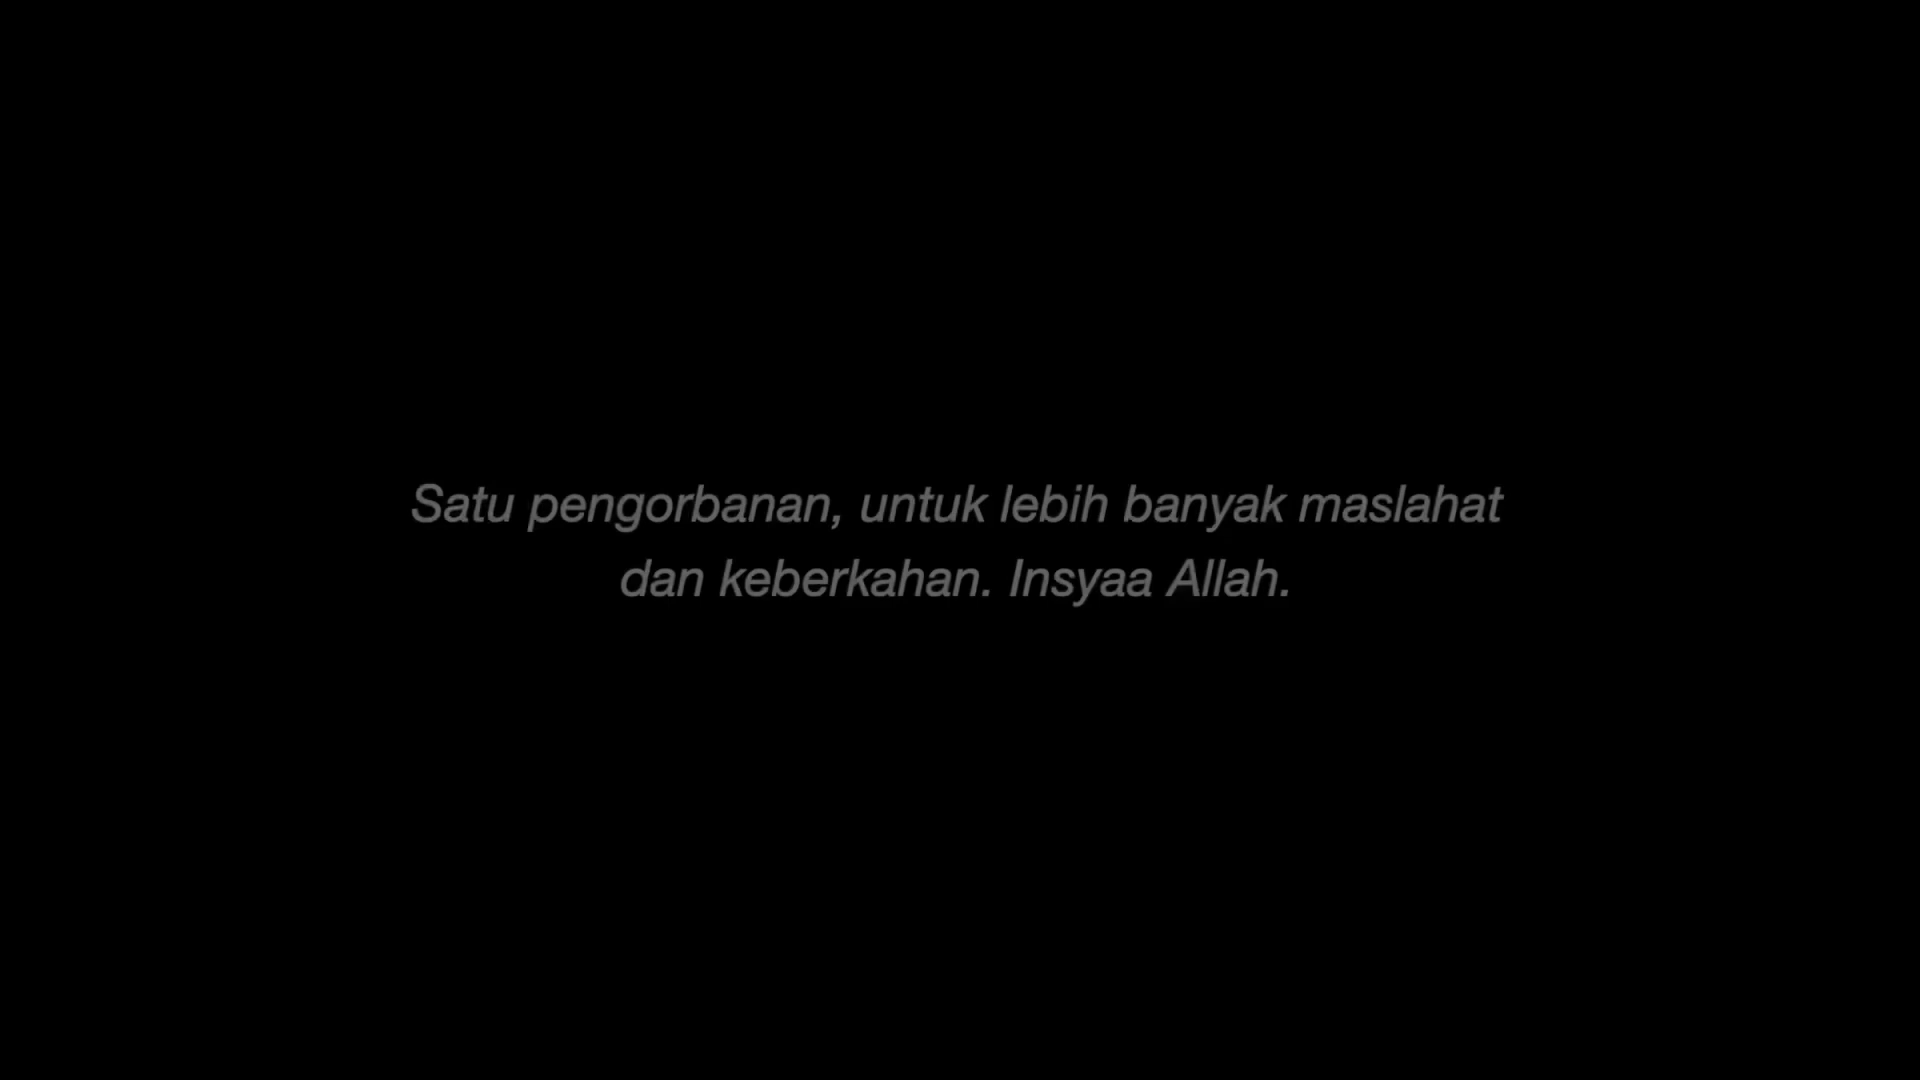 Satu pengorbanan, untuk lebih banyak maslahat
dan keberkahan. Insyaa Allah.